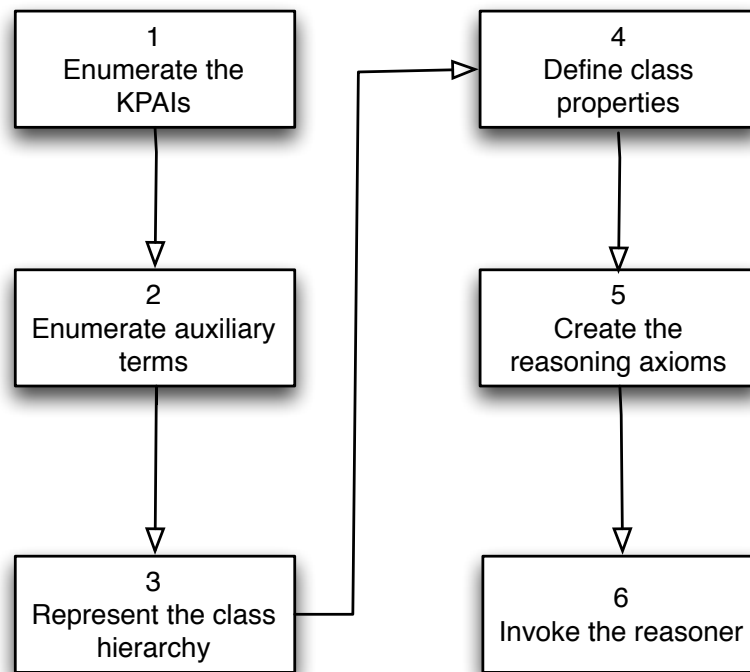 1
Enumerate the
KPAIs
2
Enumerate auxiliary
terms
3
Represent the class
hierarchy
4
Define class
properties
5
Create the
reasoning axioms
6
Invoke the reasoner